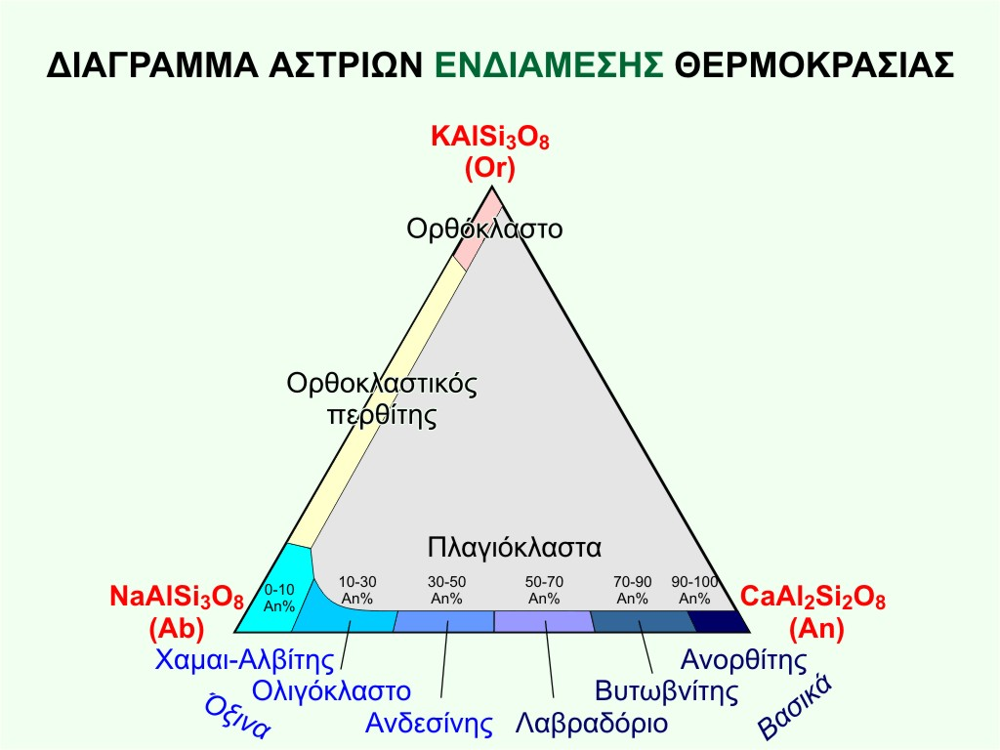 ΔΙΑΓΡΑΜΜΑ ΑΣΤΡΙΩΝ ΕΝΔΙΑΜΕΣΗΣ ΘΕΡΜΟΚΡΑΣΙΑΣ
KAlSi₃O₈
(Or)
Ορθόκλαστο
Ορθοκλαστικός
περθίτης
Πλαγιόκλαστα
0-10
An%
10-30
An%
30-50
An%
50-70
An%
70-90
An%
90-100
An%
NaAlSi₃O₈
(Ab)
CaAl₂Si₂O₈
(An)
Χαμαι-Αλβίτης
Ολιγόκλαστο
Ανδεσίνης
Λαβραδόριο
Βυτωβνίτης
Ανορθίτης
Όξινα
Βασικά